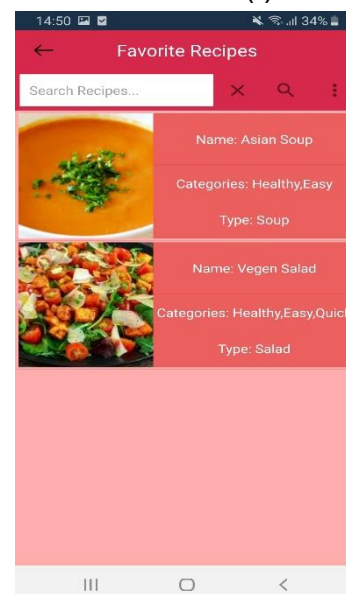 14:50 34%
Favorite Recipes
Search Recipes...
Name: Asian Soup
Categories: Healthy,Easy
Type: Soup
Name: Vegen Salad
Categories: Healthy,Easy,Quic
Type: Salad